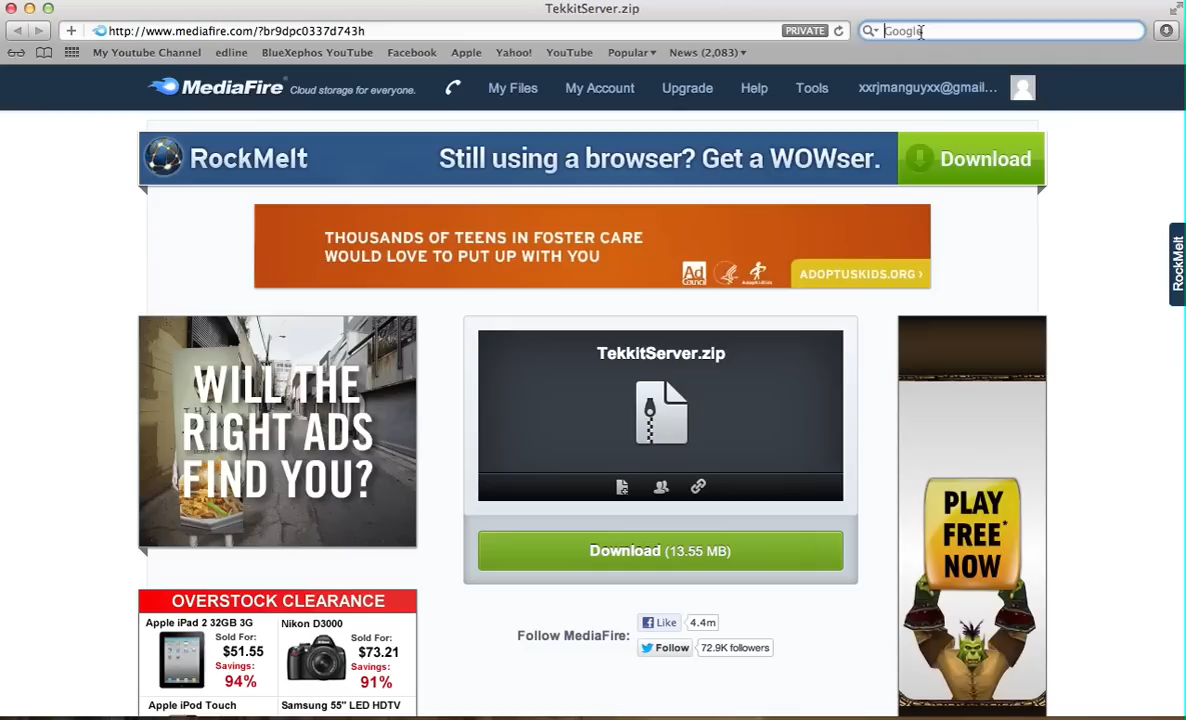 TekkitServer.zip
http://www.mediafire.com/?br9dpc0337d743h
PRIVATE
Google
My Youtube Channel edline BlueXephos YouTube Facebook Apple Yahoo! YouTube Popular News (2,083)
MediaFire Cloud storage for everyone. My Files My Account Upgrade Help Tools xxrjmanguyxx@gmail...
RockMelt Still using a browser? Get a WOWser. Download
THOUSANDS OF TEENS IN FOSTER CARE
WOULD LOVE TO PUT UP WITH YOU
Ad
Council
AdoptUsKids
ADOPTUSKIDS.ORG ›
RockMelt
WILL THE
RIGHT ADS
FIND YOU?
TekkitServer.zip
Download (13.55 MB)
PLAY
FREE*
NOW
Follow MediaFire:
Like 4.4m
Follow 72.9K followers
OVERSTOCK CLEARANCE
Apple iPad 2 32GB 3G
Sold For:
$51.55
Savings:
94%
Nikon D3000
Sold For:
$73.21
Savings:
91%
Apple iPod Touch
Samsung 55" LED HDTV